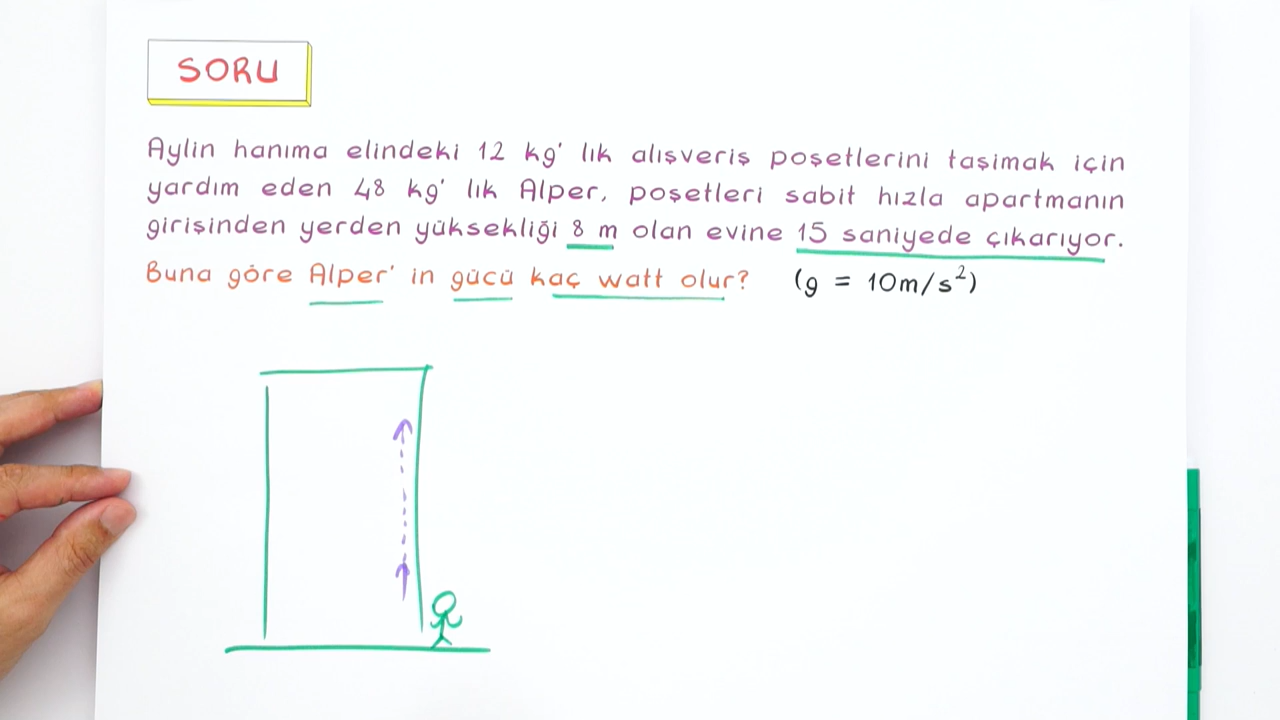 SORU
Aylin hanıma elindeki 12 kg' lık alışveriş poşetlerini taşımak için
yardım eden 48 kg' lık Alper, poşetleri sabit hızla apartmanın
girişinden yerden yüksekliği 8 m olan evine 15 saniyede çıkarıyor.
Buna göre Alper' in gücü kaç watt olur? (g = 10m/s²)